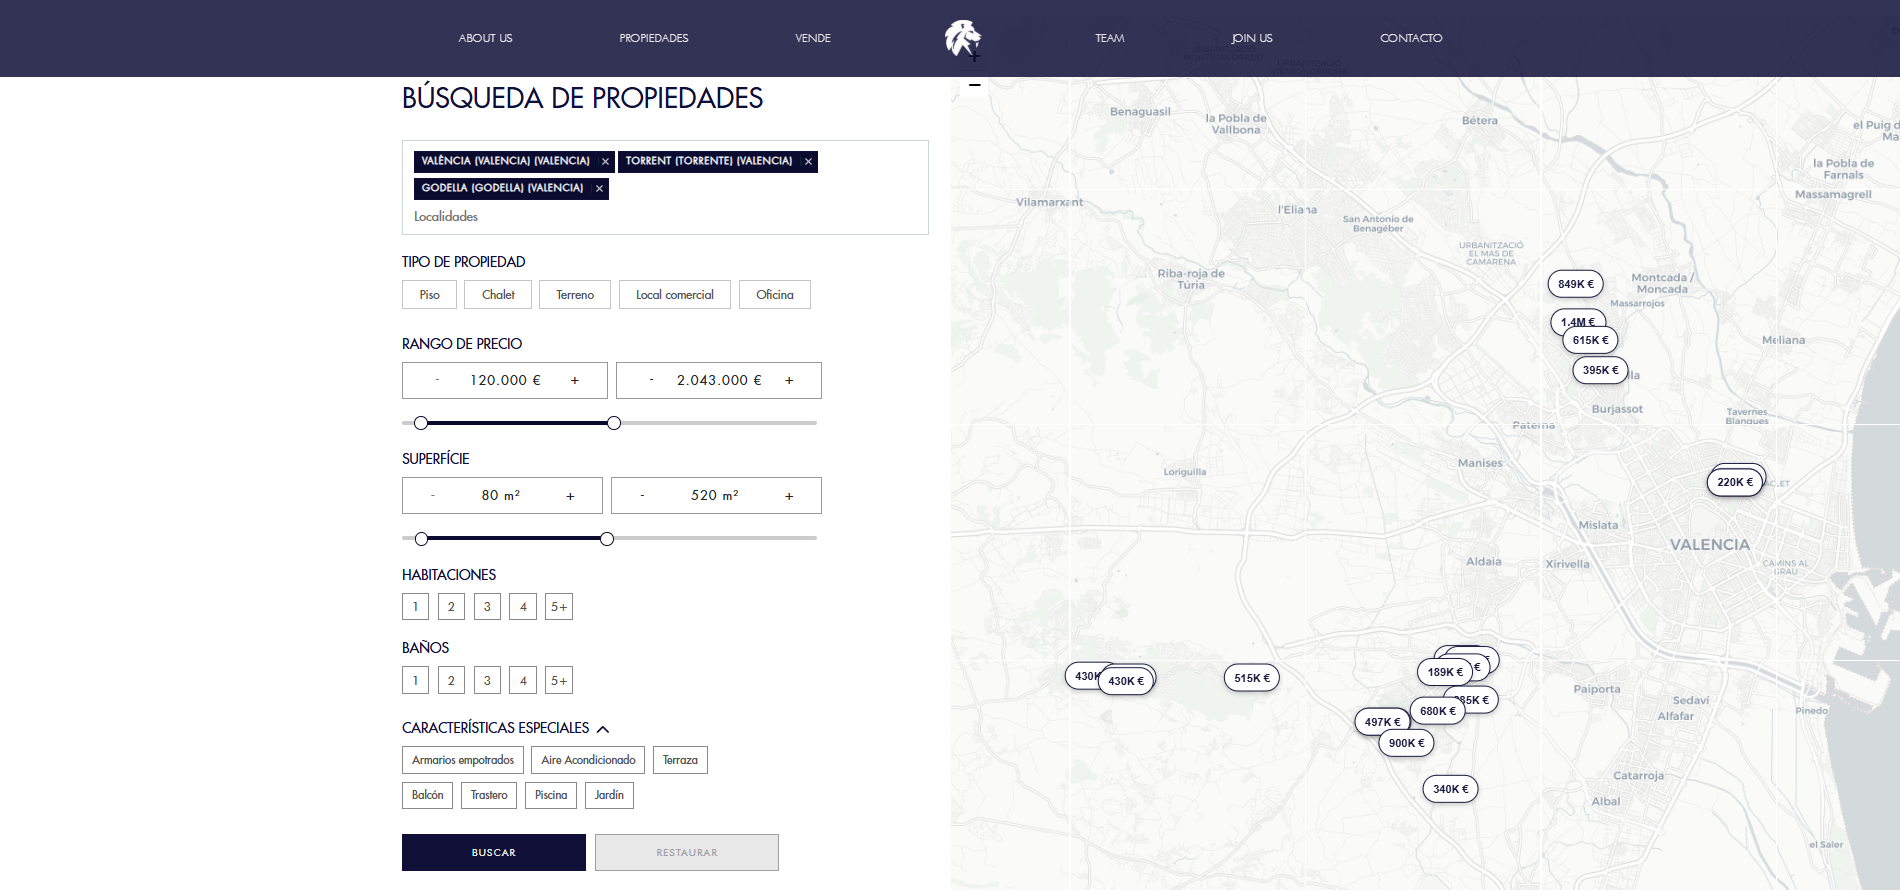 ABOUT US
PROPIEDADES
VENDE
TEAM
JOIN US
CONTACTO
BÚSQUEDA DE PROPIEDADES
VALÈNCIA (VALENCIA) (VALENCIA) ×
TORRENT (TORRENTE) (VALENCIA) ×
GODELLA (GODELLA) (VALENCIA) ×
Localidades
TIPO DE PROPIEDAD
Piso
Chalet
Terreno
Local comercial
Oficina
RANGO DE PRECIO
- 120.000 € +
- 2.043.000 € +
SUPERFÍCIE
- 80 m² +
- 520 m² +
HABITACIONES
1 2 3 4 5+
BAÑOS
1 2 3 4 5+
CARACTERÍSTICAS ESPECIALES
Armarios empotrados
Aire Acondicionado
Terraza
Balcón
Trastero
Piscina
Jardín
BUSCAR
RESTAURAR
+
−
Benaguasil
la Pobla de
Vallbona
Bétera
el Puig d
Ma
la Pobla de
Farnals
Massamagrell
Vilamarxant
l'Eliana
San Antonio de
Benagéber
URBANITZACIÓ
EL MAS DE
CAMARENA
Riba-roja de
Túria
Montcada /
Moncada
Massarrojos
849K €
1.4M €
615K €
395K €
lla
Meliana
Burjassot
Tavernes
Blanques
Paterna
Manises
Loriguilla
220K €
Mislata
VALENCIA
Aldaia
Xirivella
CAMINS AL
GRAU
430K
430K €
515K €
189K €
680K €
497K €
900K €
340K €
Paiporta
Sedaví
Alfafar
Pinedo
Catarroja
Albal
el Saler